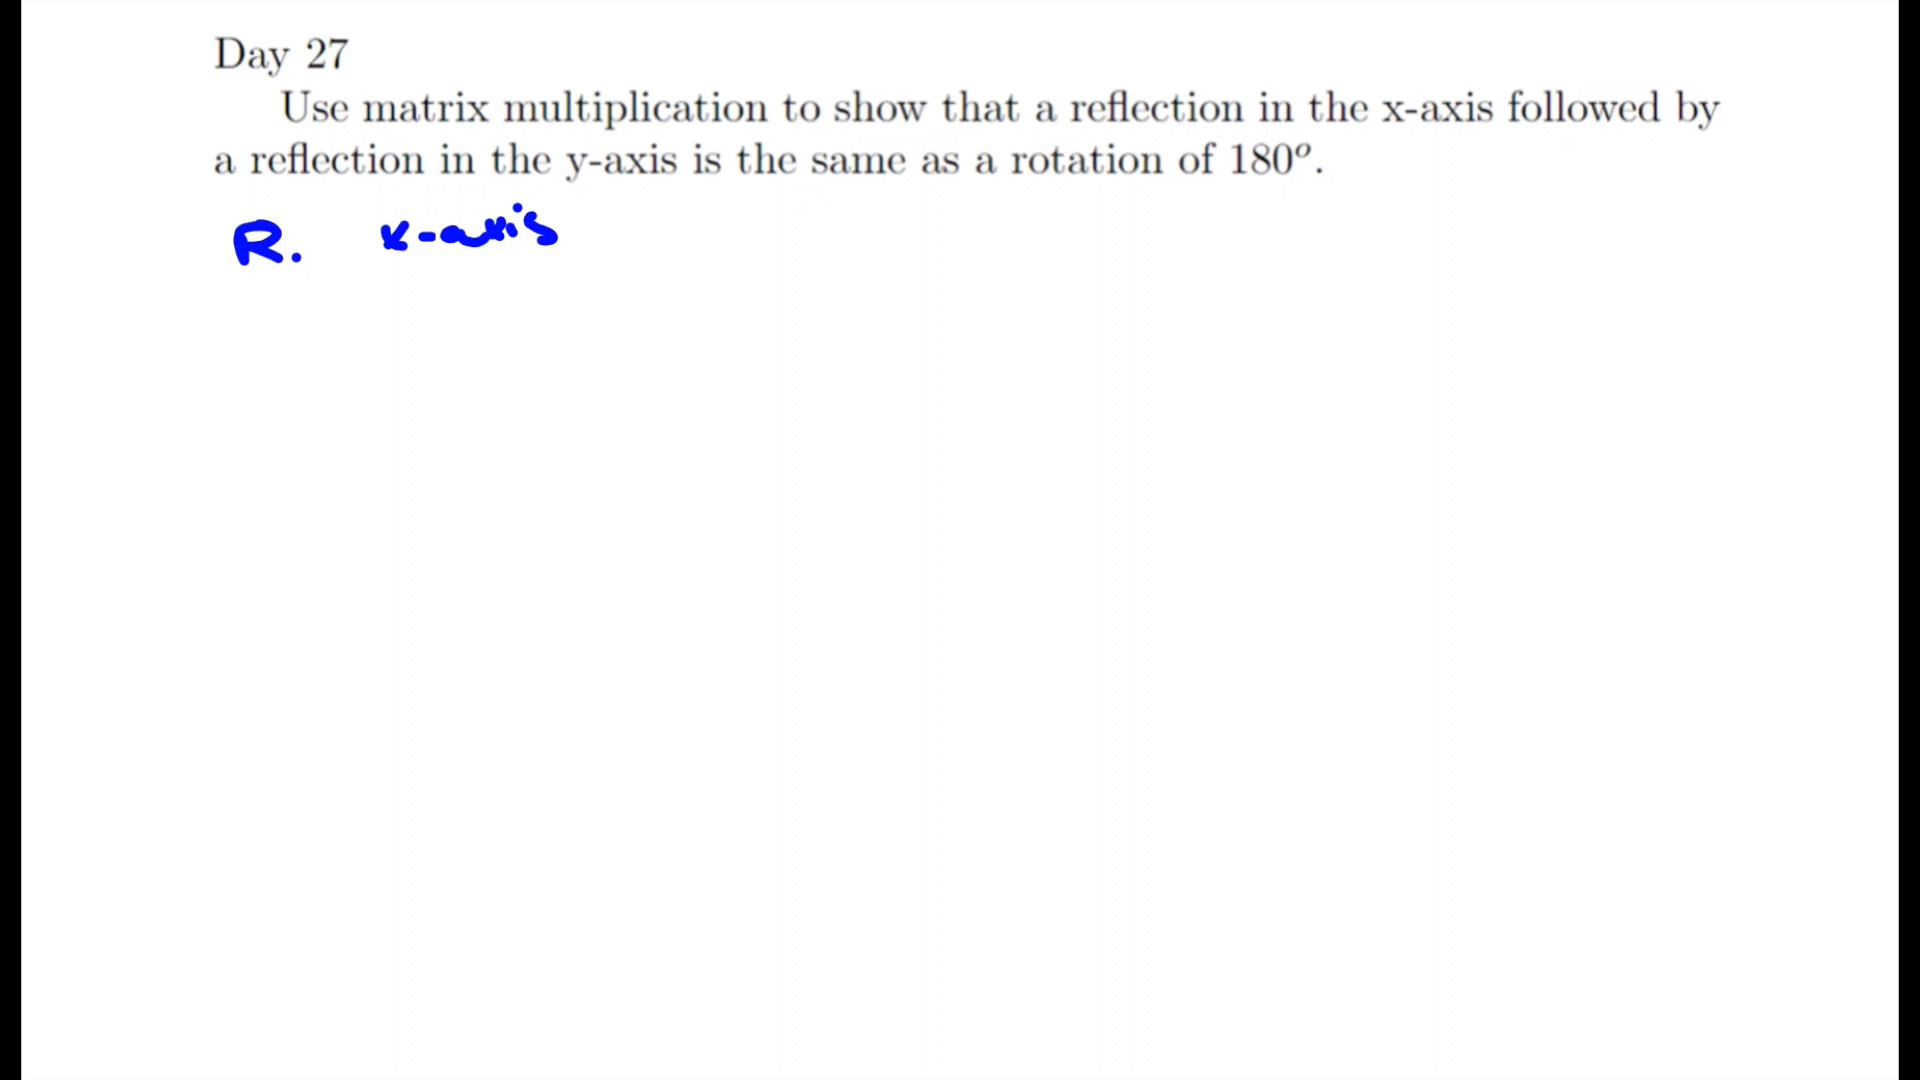 Day 27
Use matrix multiplication to show that a reflection in the x-axis followed by
a reflection in the y-axis is the same as a rotation of 180º.
R. x-axis